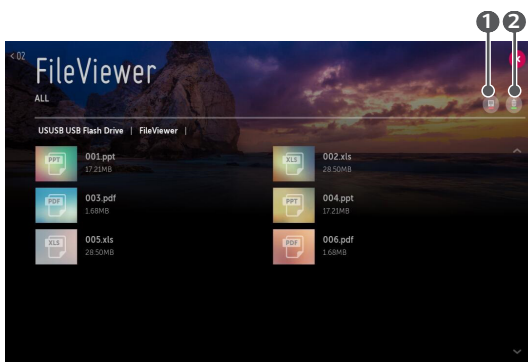 1 2
< 02
FileViewer
ALL
USUSB USB Flash Drive | FileViewer |
PPT 001.ppt
17.21MB
XLS 002.xls
28.50MB
PDF 003.pdf
1.68MB
PPT 004.ppt
17.21MB
XLS 005.xls
28.50MB
PDF 006.pdf
1.68MB